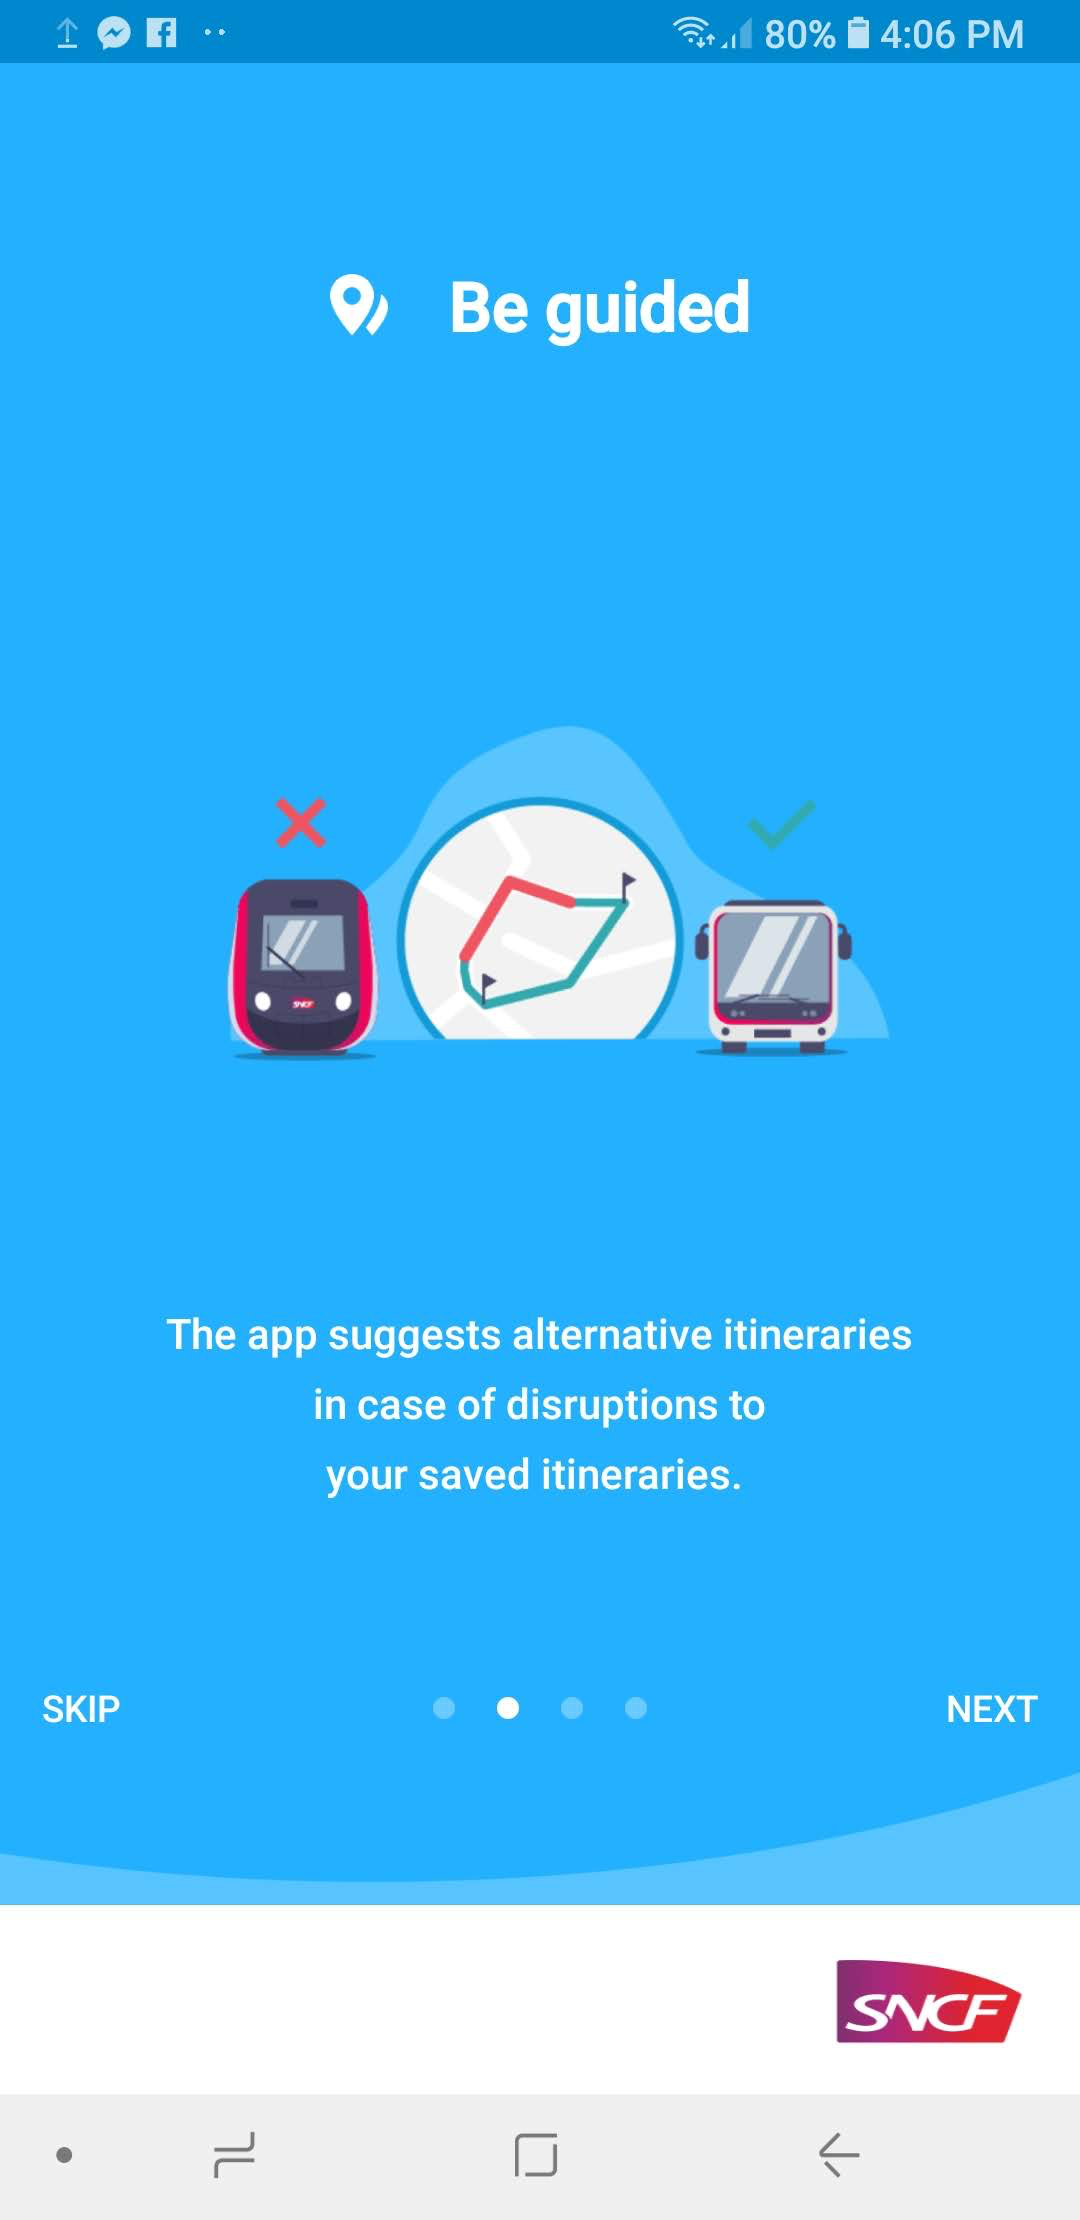 80% 4:06 PM
Be guided
SNCF
The app suggests alternative itineraries
in case of disruptions to
your saved itineraries.
SKIP
NEXT
SNCF